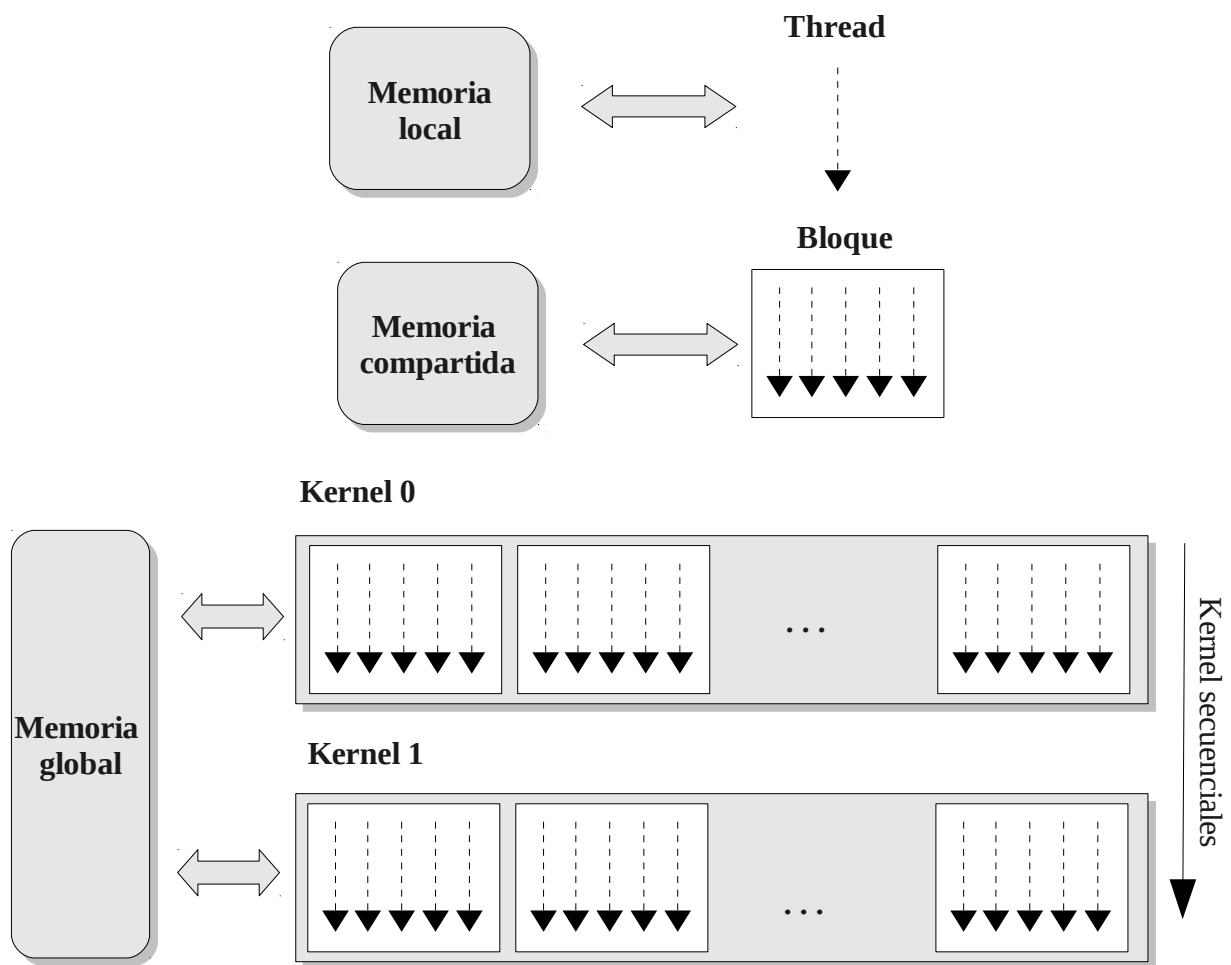 Thread
Memoria
local
Bloque
Memoria
compartida
Kernel 0
. . .
Memoria
global
Kernel secuenciales
Kernel 1
. . .